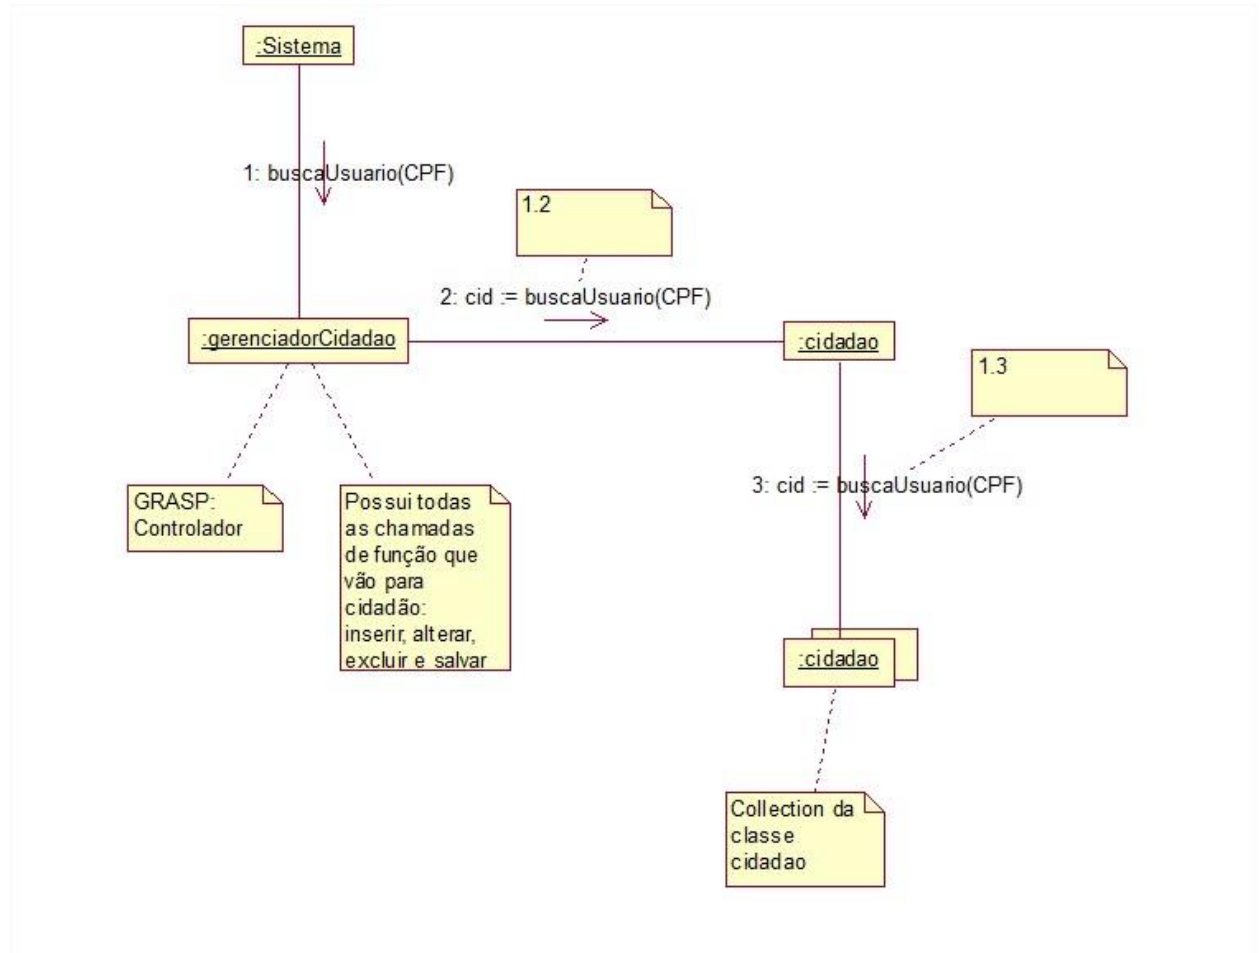 :Sistema
1: buscaUsuario(CPF)
1.2
2: cid := buscaUsuario(CPF)
:gerenciadorCidadao
:cidadao
1.3
GRASP:
Controlador
Possui todas
as chamadas
de função que
vão para
cidadão:
inserir, alterar,
excluir e salvar
3: cid := buscaUsuario(CPF)
:cidadao
Collection da
classe
cidadao